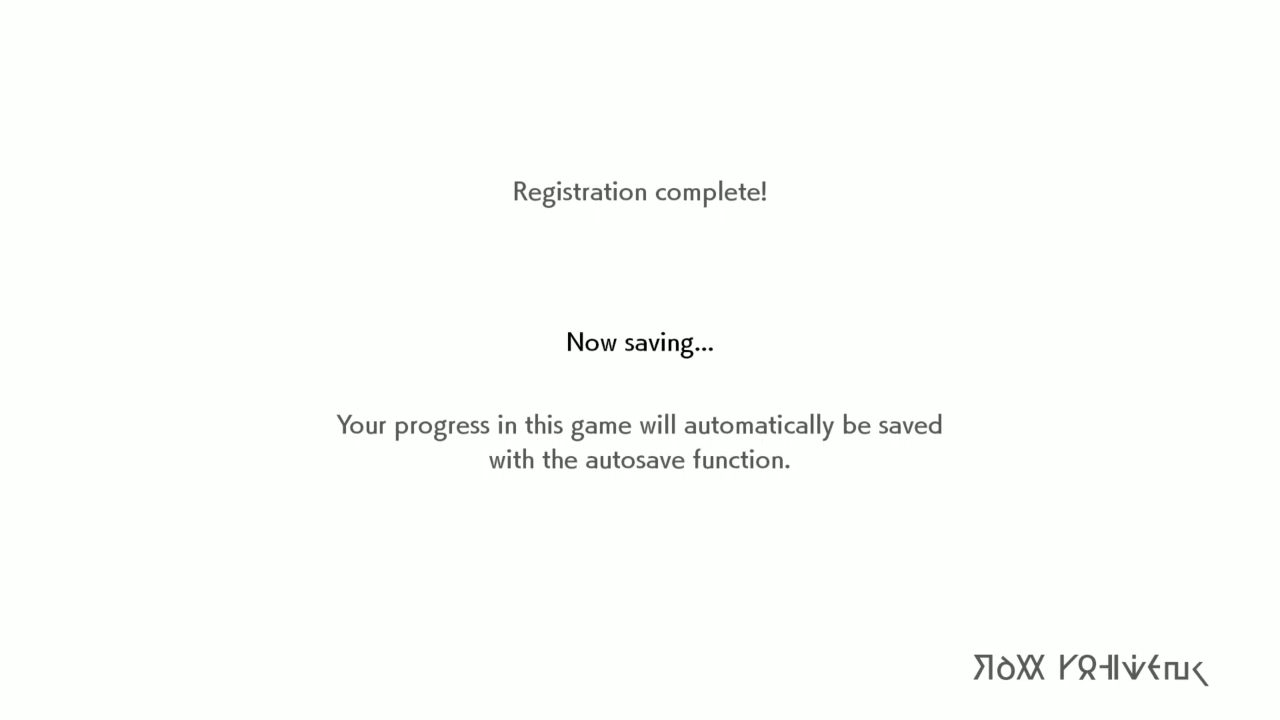 Registration complete!
Now saving...
Your progress in this game will automatically be saved
with the autosave function.